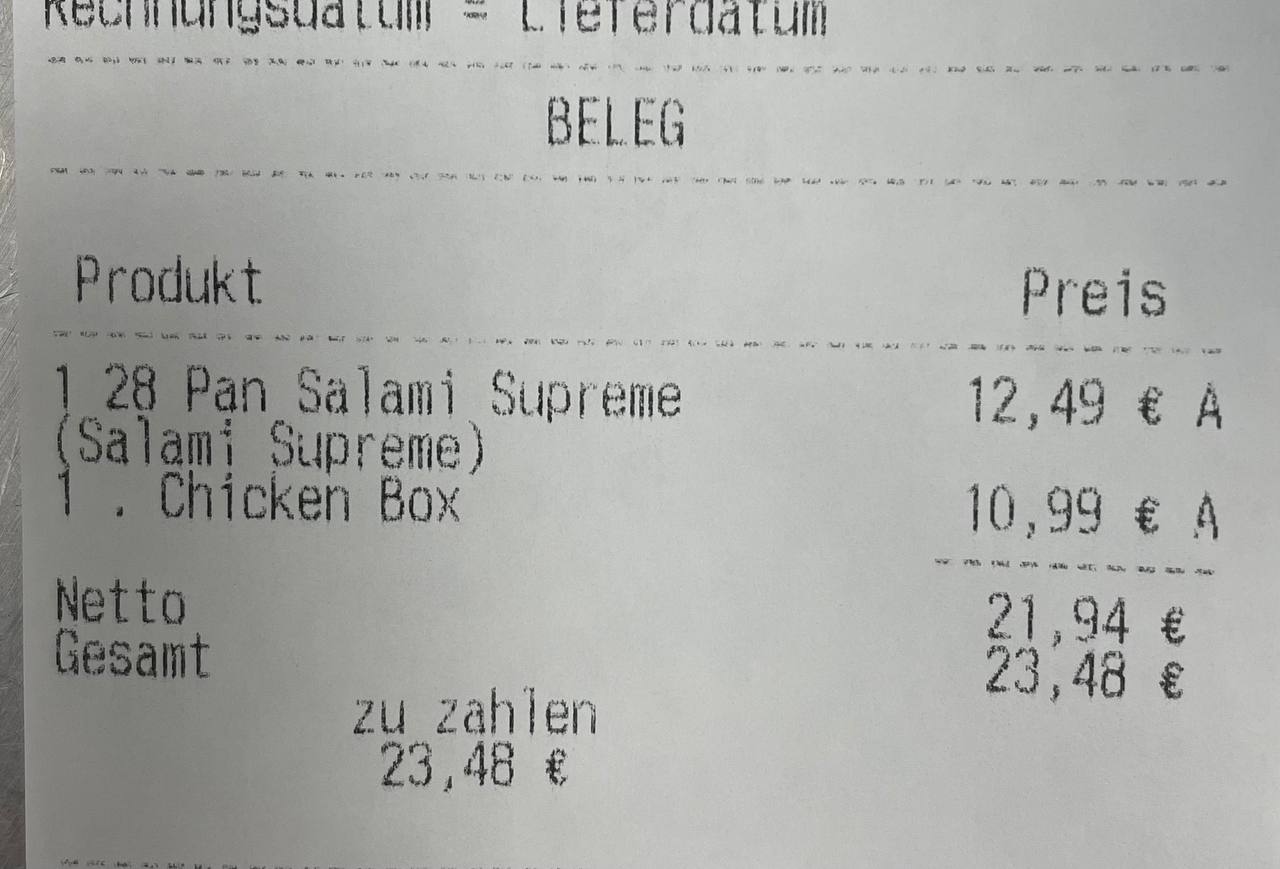 Rechnungsdatum = Lieferdatum
BELEG
Produkt Preis
1 28 Pan Salami Supreme 12,49 € A
(Salami Supreme)
1 . Chicken Box 10,99 € A
Netto 21,94 €
Gesamt 23,48 €
zu zahlen
23,48 €